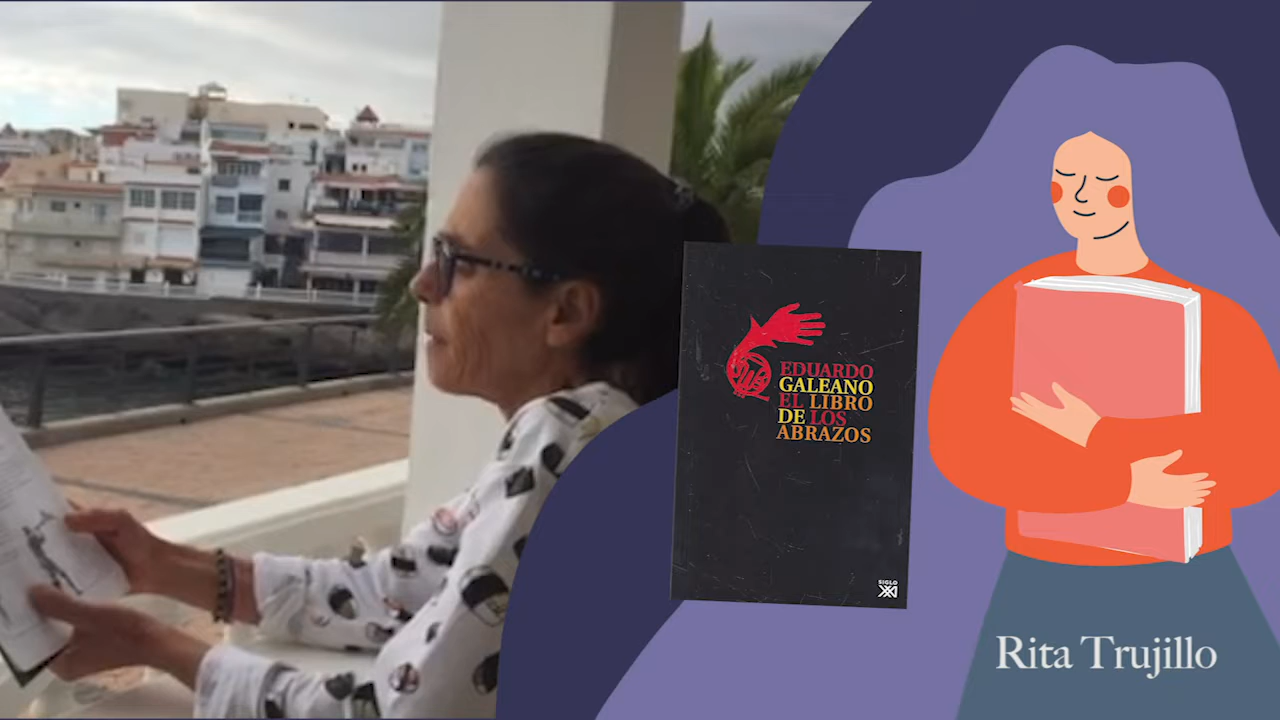 EDUARDO
GALEANO
EL LIBRO
DE LOS
ABRAZOS
SIGLO
XXI
Rita Trujillo